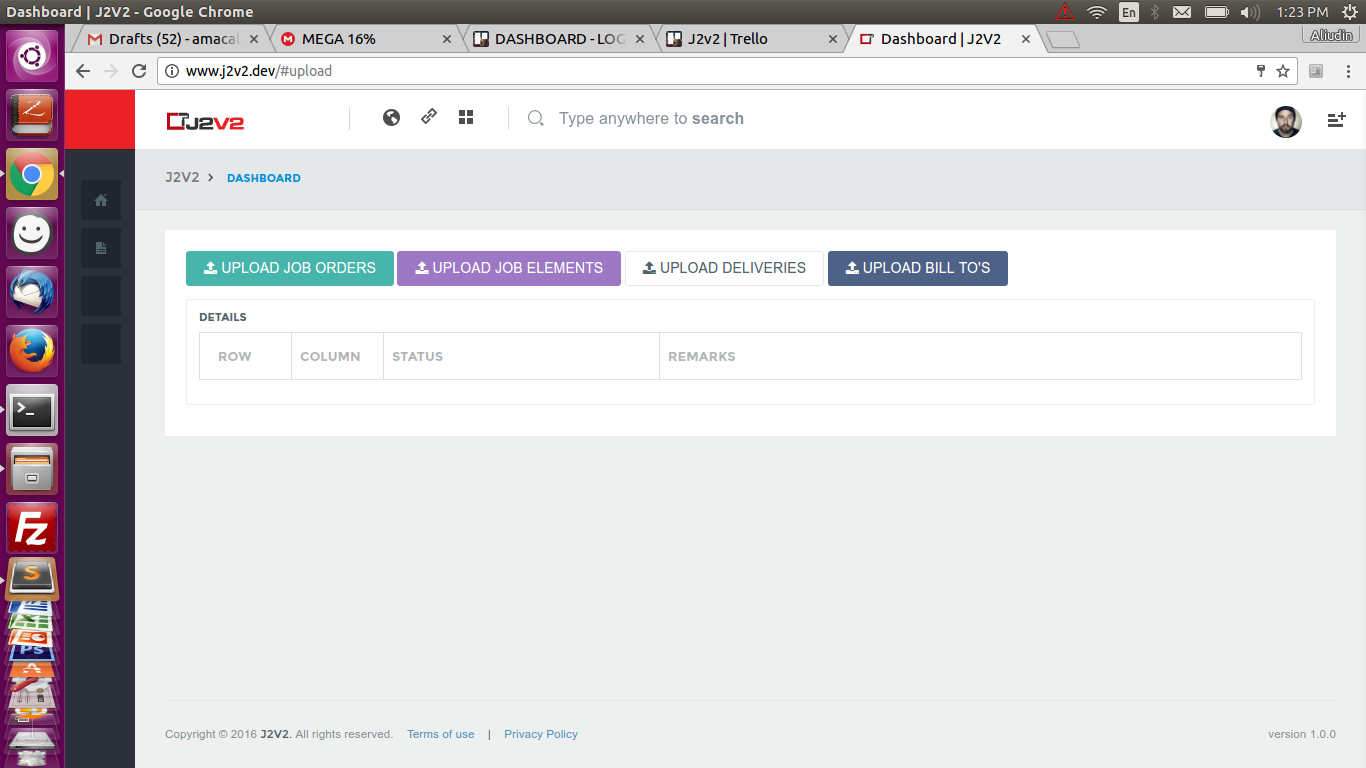 Dashboard | J2V2 - Google Chrome
En
1:23 PM
Drafts (52) - amacal
MEGA 16%
DASHBOARD - LOG
J2v2 | Trello
Dashboard | J2V2
Aliudin
www.j2v2.dev/#upload
J2V2
Type anywhere to search
J2V2 > DASHBOARD
UPLOAD JOB ORDERS
UPLOAD JOB ELEMENTS
UPLOAD DELIVERIES
UPLOAD BILL TO'S
DETAILS
ROW
COLUMN
STATUS
REMARKS
Fz
S
Ps
Copyright © 2016 J2V2. All rights reserved. Terms of use | Privacy Policy
version 1.0.0